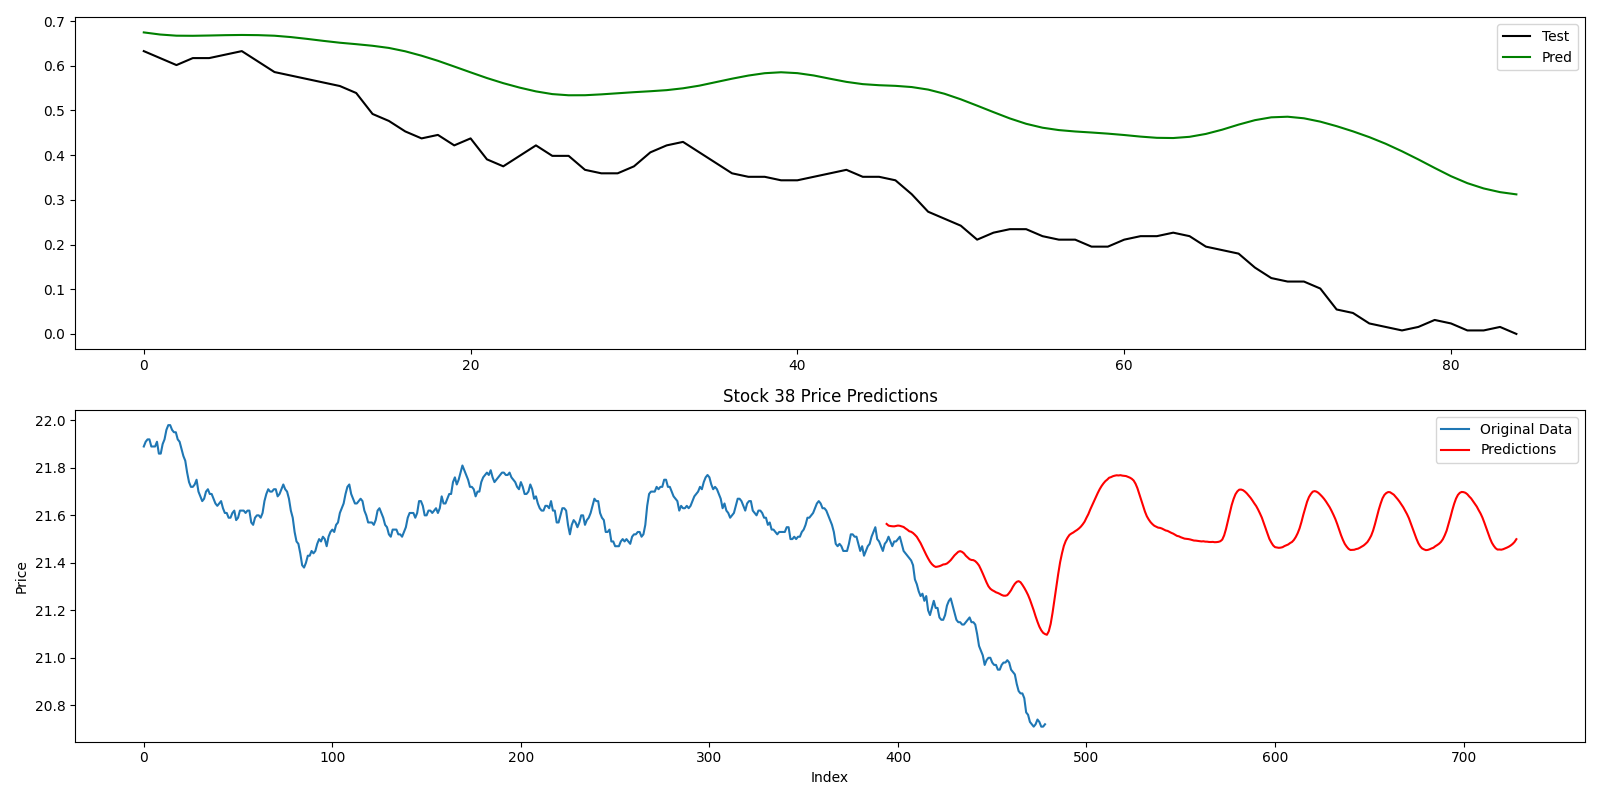 0.7
0.6
0.5
0.4
0.3
0.2
0.1
0.0
Test
Pred
0 20 40 60 80
Stock 38 Price Predictions
22.0
21.8
21.6
21.4
21.2
21.0
20.8
Price
Original Data
Predictions
0 100 200 300 400 500 600 700
Index